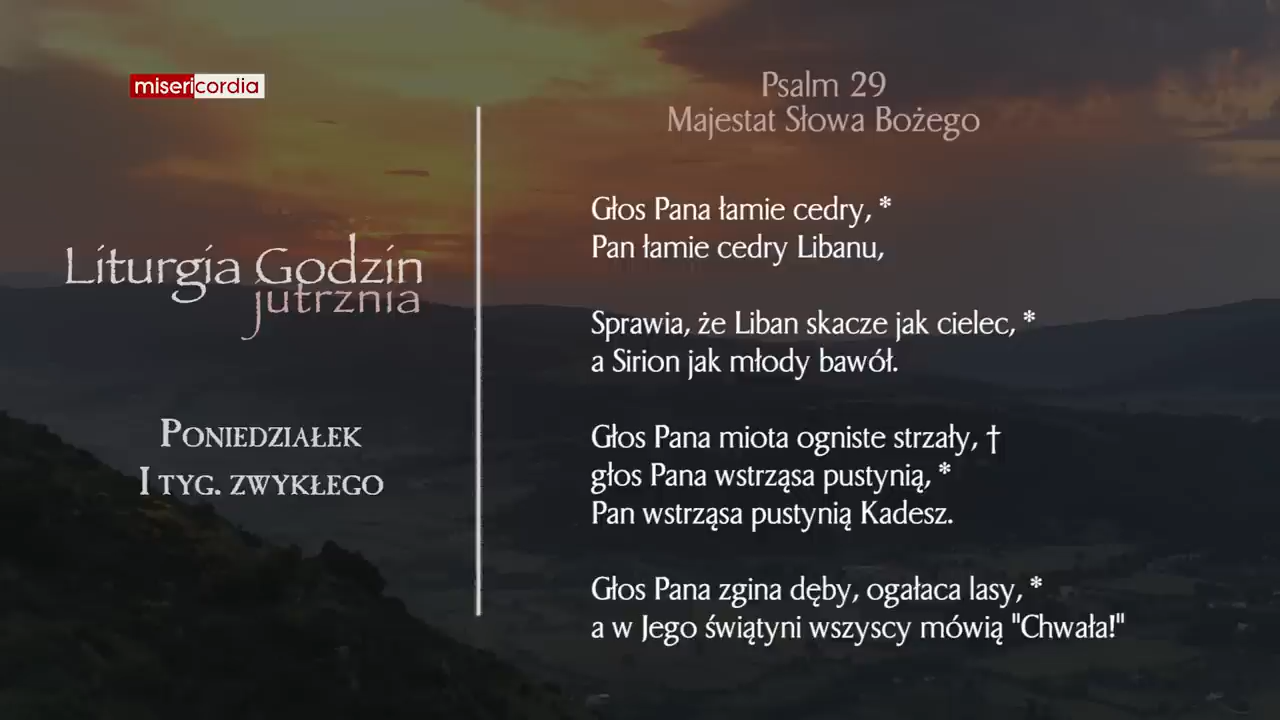 misericordia
Liturgia Godzin
jutrznia
Poniedziałek
I tyg. zwykłego
Psalm 29
Majestat Słowa Bożego
Głos Pana łamie cedry, *
Pan łamie cedry Libanu,
Sprawia, że Liban skacze jak cielec, *
a Sirion jak młody bawół.
Głos Pana miota ogniste strzały, †
głos Pana wstrząsa pustynią, *
Pan wstrząsa pustynią Kadesz.
Głos Pana zgina dęby, ogałaca lasy, *
a w Jego świątyni wszyscy mówią "Chwała!"